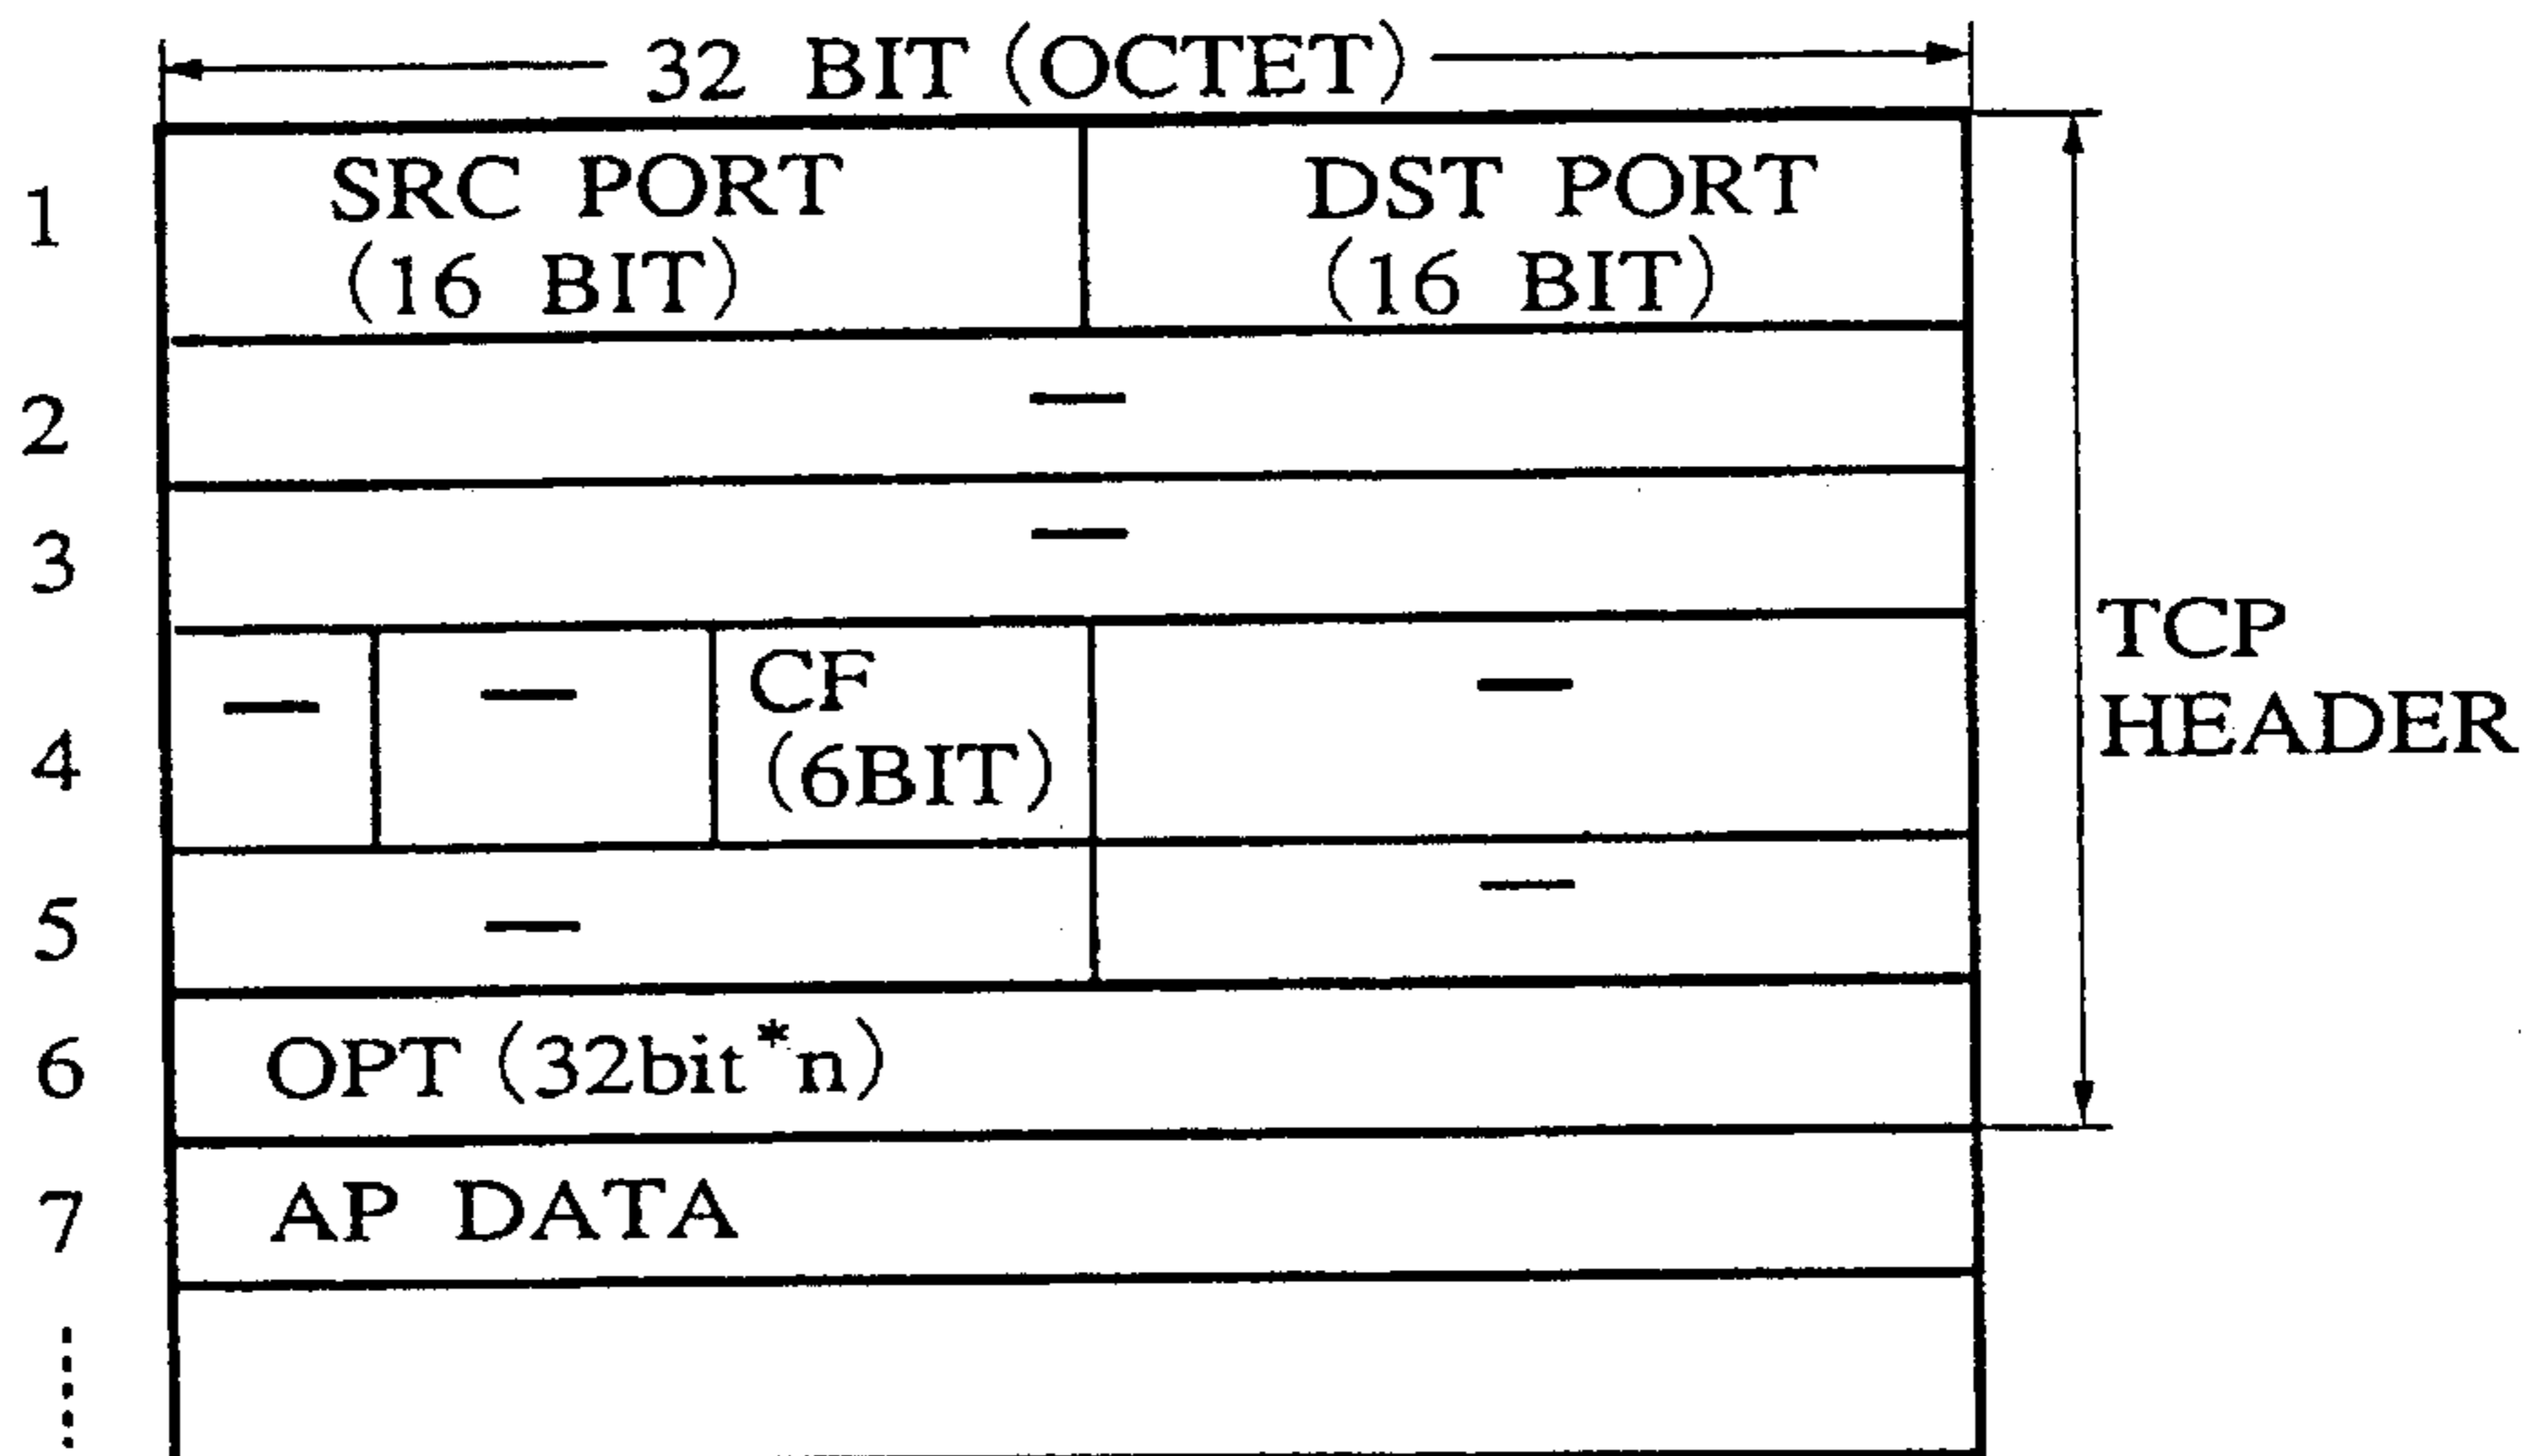 32 BIT (OCTET)
1
SRC PORT
(16 BIT)
DST PORT
(16 BIT)
2
—
3
—
4
—
—
CF
(6BIT)
—
5
—
—
6
OPT (32bit*n)
7
AP DATA
TCP
HEADER